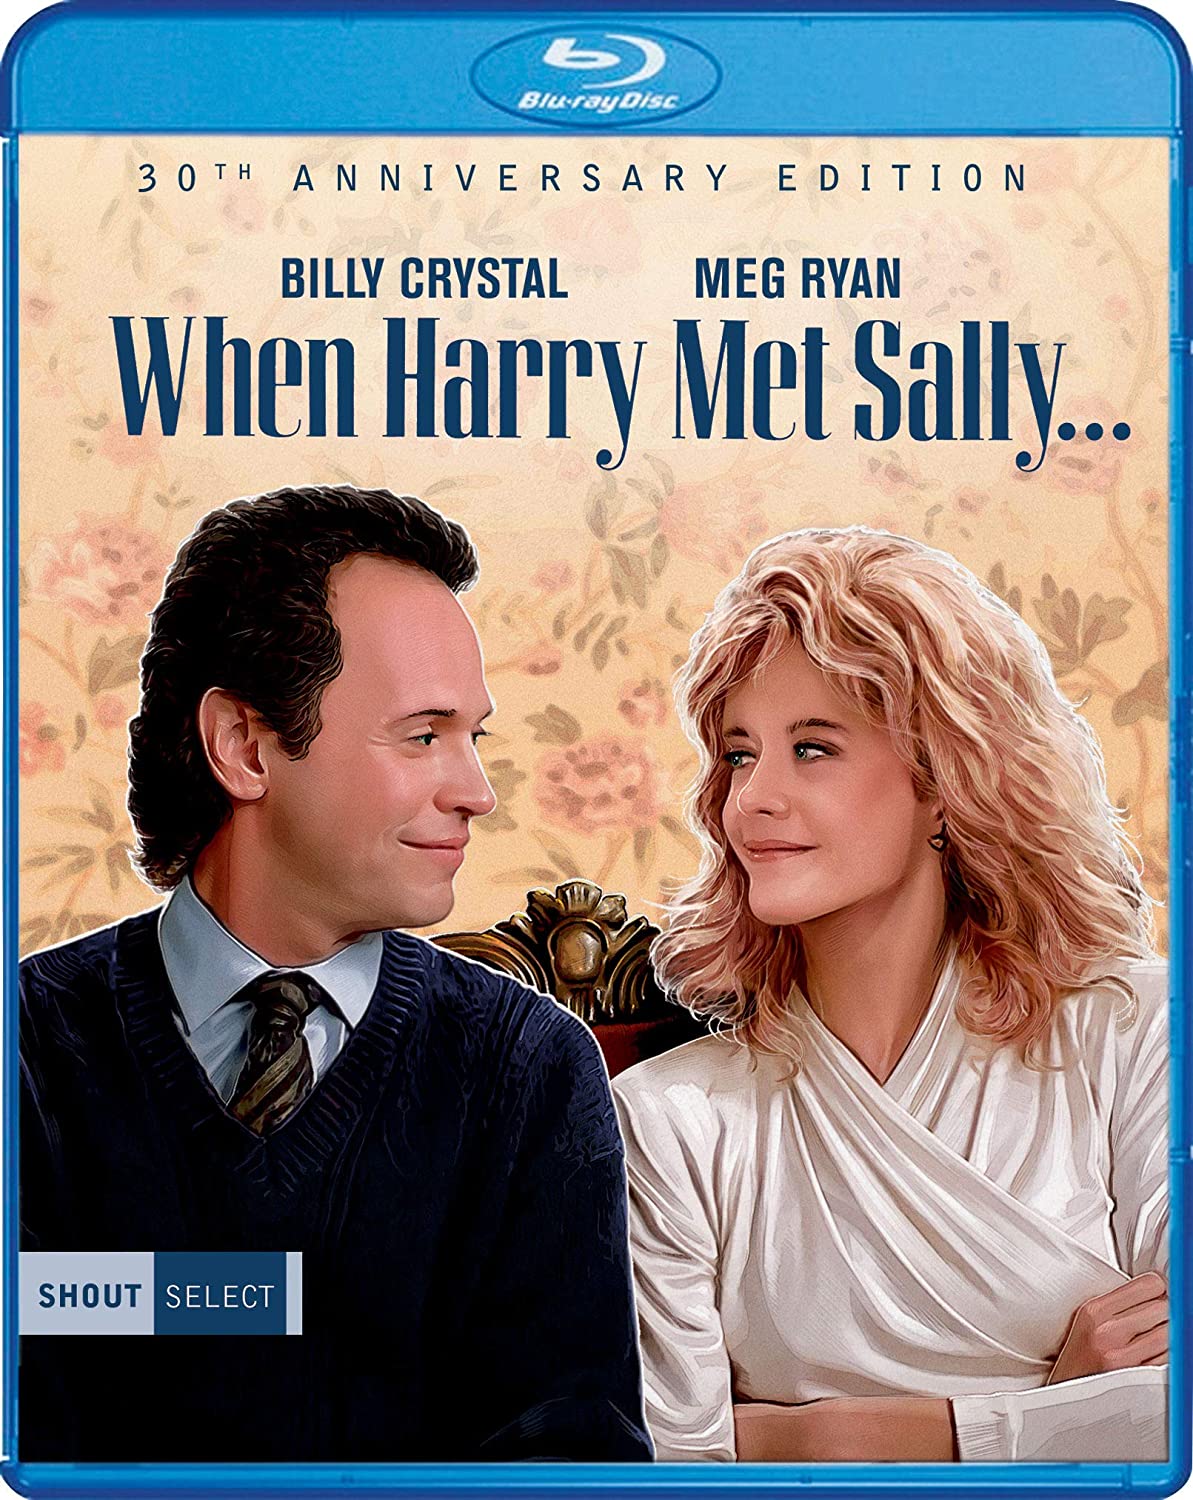 Blu-ray Disc
30TH ANNIVERSARY EDITION
BILLY CRYSTAL MEG RYAN
When Harry Met Sally...
SHOUT SELECT